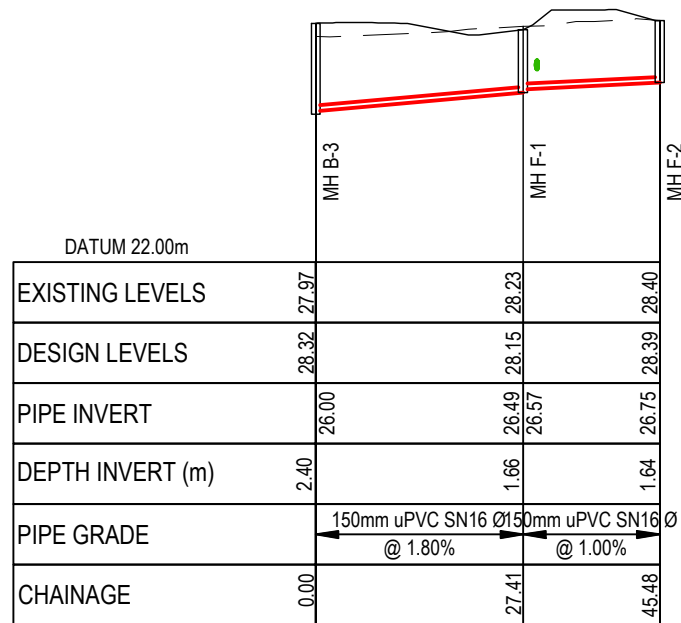 MH B-3
MH F-1
MH F-2
DATUM 22.00m
EXISTING LEVELS 27.97 28.23 28.40
DESIGN LEVELS 28.32 28.15 28.39
PIPE INVERT 26.00 26.49 26.57 26.75
DEPTH INVERT (m) 2.40 1.66 1.64
PIPE GRADE 150mm uPVC SN16 Ø 150mm uPVC SN16 Ø
@ 1.80% @ 1.00%
CHAINAGE 0.00 27.41 45.48